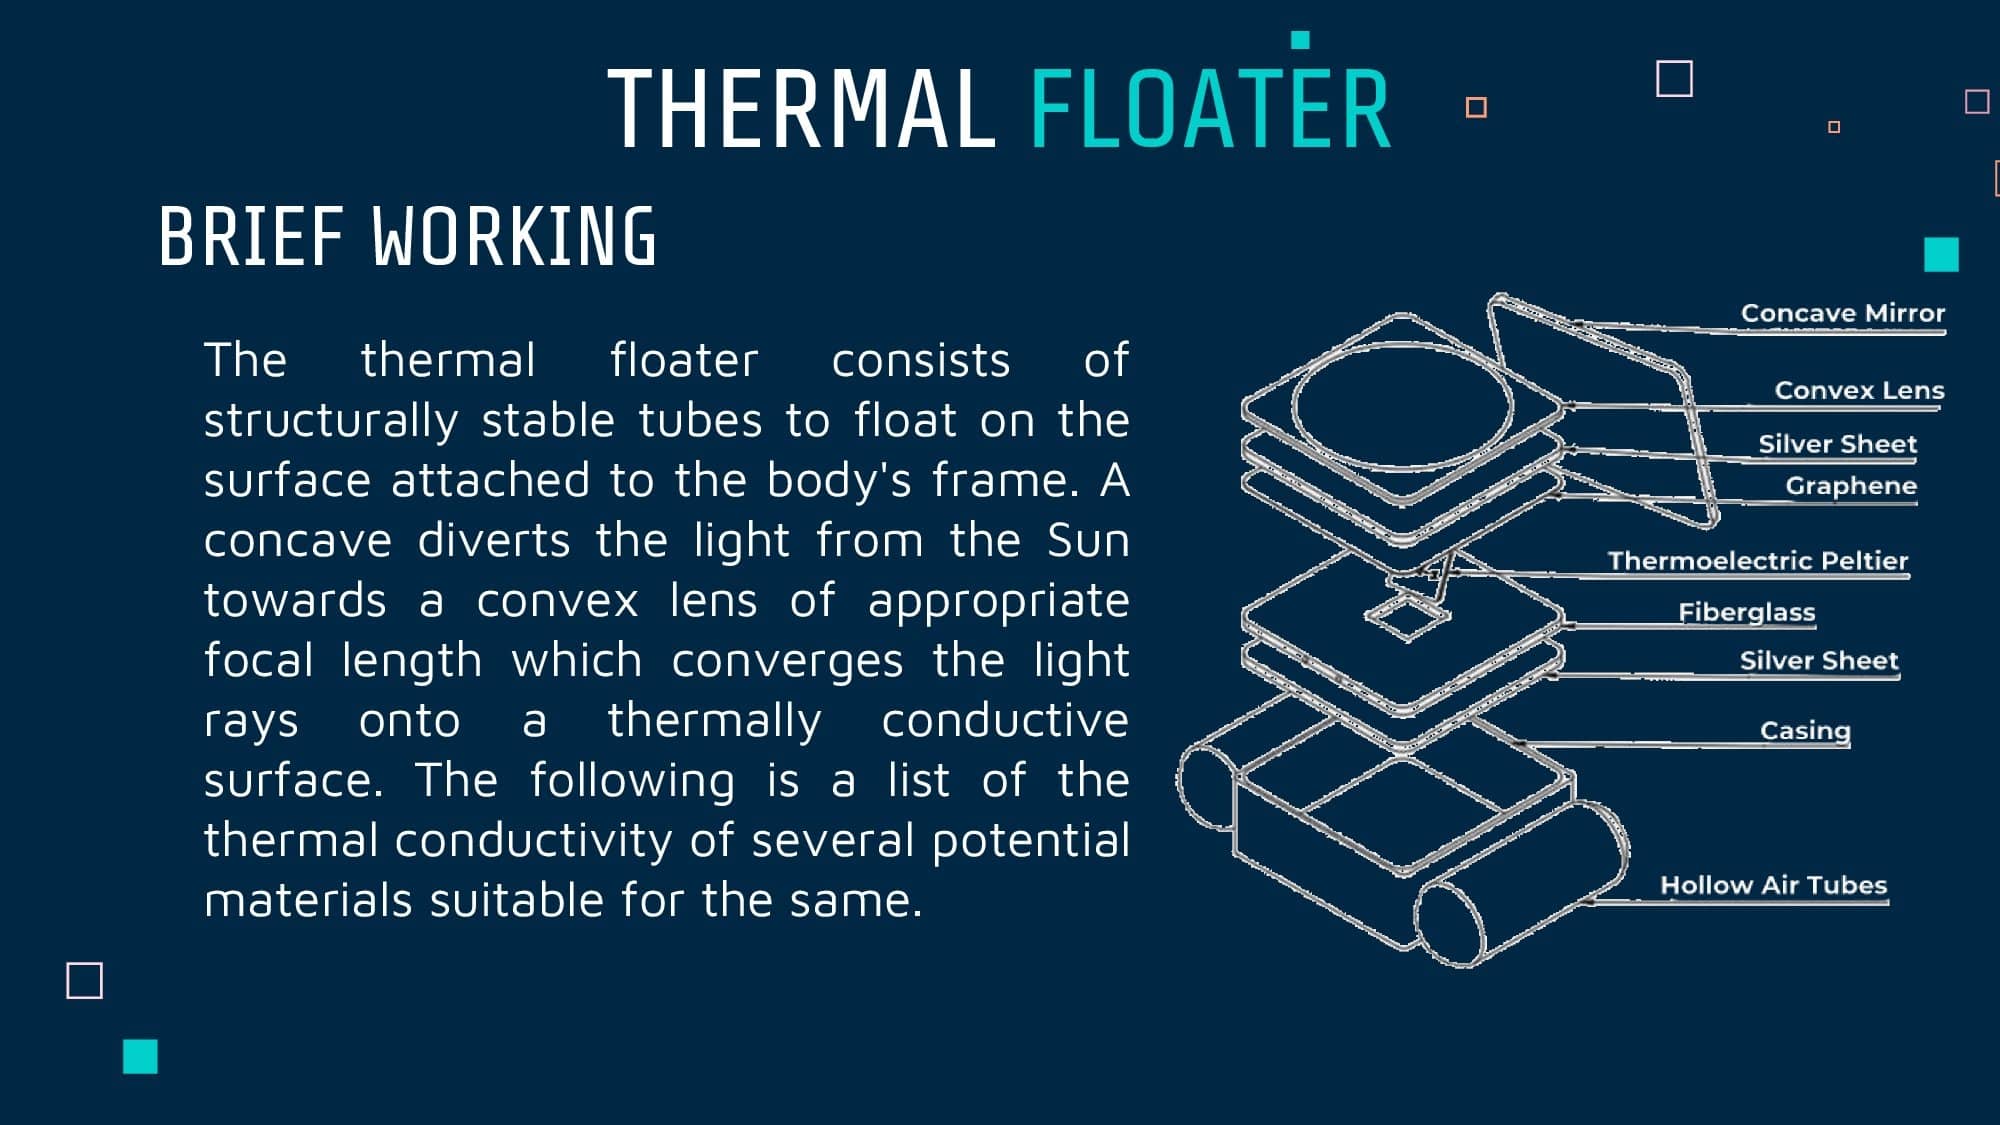 THERMAL FLOATER
BRIEF WORKING
The thermal floater consists of
structurally stable tubes to float on the
surface attached to the body's frame. A
concave diverts the light from the Sun
towards a convex lens of appropriate
focal length which converges the light
rays onto a thermally conductive
surface. The following is a list of the
thermal conductivity of several potential
materials suitable for the same.
Concave Mirror
Convex Lens
Silver Sheet
Graphene
Thermoelectric Peltier
Fiberglass
Silver Sheet
Casing
Hollow Air Tubes